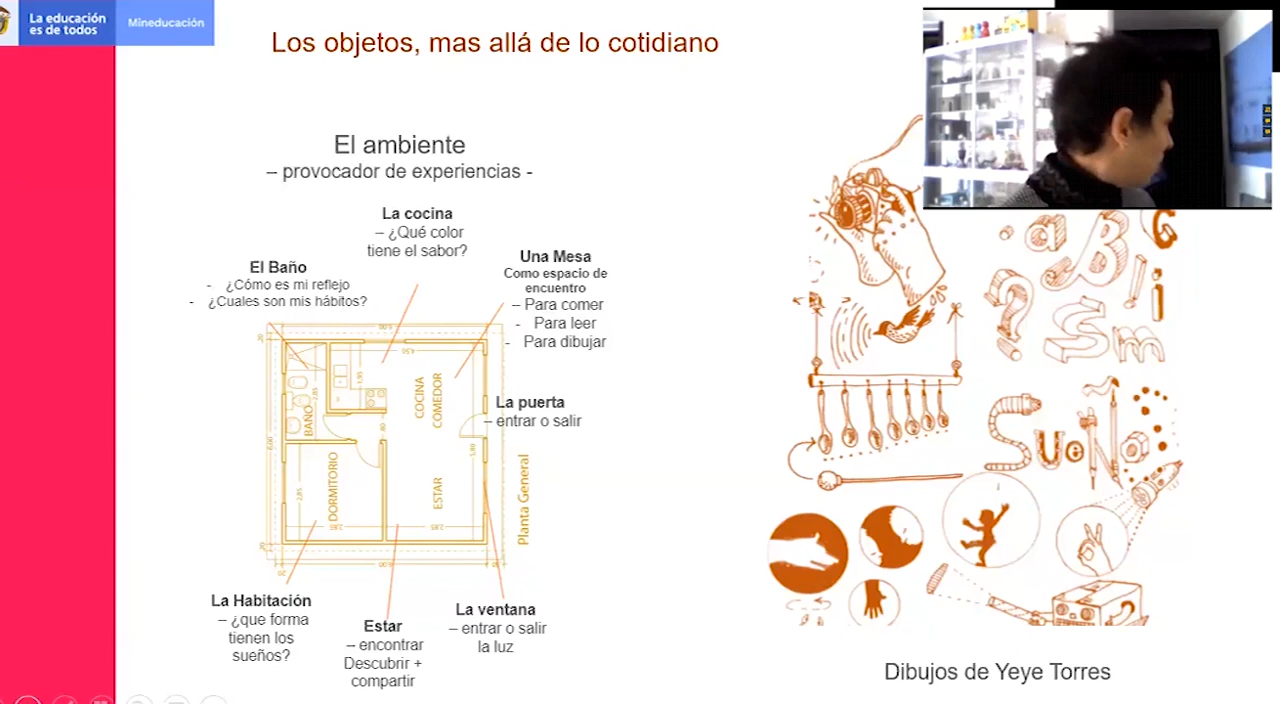 La educación
es de todos
Mineducación
Los objetos, mas allá de lo cotidiano
El ambiente
– provocador de experiencias -
La cocina
– ¿Qué color
tiene el sabor?
Una Mesa
Como espacio de
encuentro
– Para comer
- Para leer
- Para dibujar
El Baño
- ¿Cómo es mi reflejo
- ¿Cuales son mis hábitos?
La puerta
– entrar o salir
BAÑO
COCINA
COMEDOR
DORMITORIO
ESTAR
Planta General
La Habitación
– ¿que forma
tienen los
sueños?
Estar
– encontrar
Descubrir +
compartir
La ventana
– entrar o salir
la luz
a B G
? S m ! i
SUeÑo
Dibujos de Yeye Torres